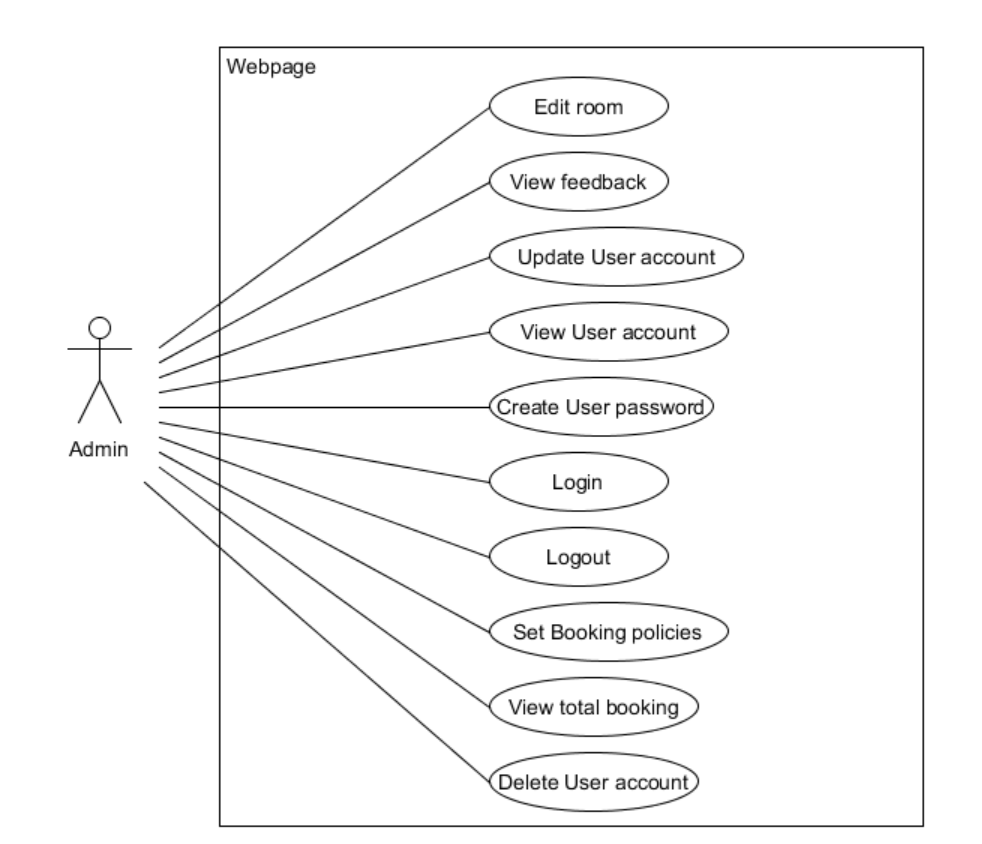 Webpage
Edit room
View feedback
Update User account
View User account
Create User password
Admin
Login
Logout
Set Booking policies
View total booking
Delete User account